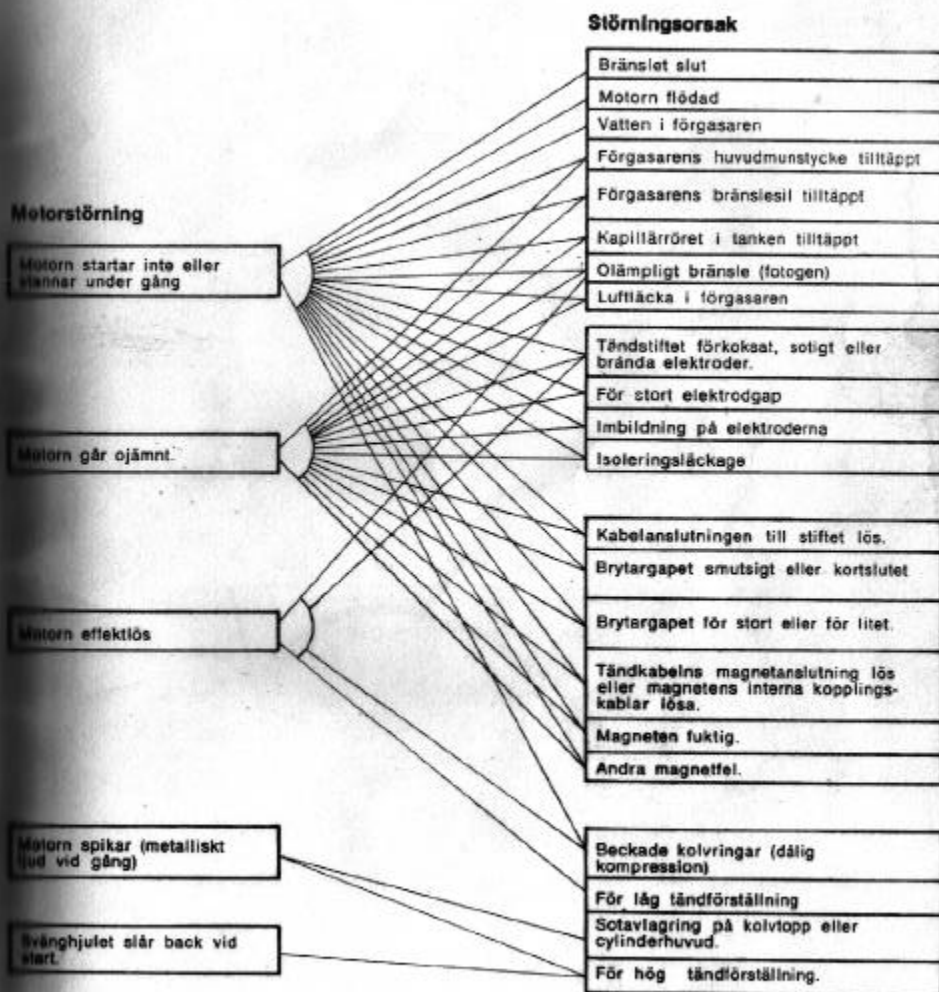 Störningsorsak
Bränslet slut
Motorn flödad
Vatten i förgasaren
Förgasarens huvudmunstycke tilltäppt
Förgasarens bränslesil tilltäppt
Kapillärröret i tanken tilltäppt
Olämpligt bränsle (fotogen)
Luftläcka i förgasaren
Tändstiftet förkoksat, sotigt eller
brända elektroder.
För stort elektrodgap
Imbildning på elektroderna
Isoleringsläckage
Kabelanslutningen till stiftet lös.
Brytargapet smutsigt eller kortslutet
Brytargapet för stort eller för litet.
Tändkabelns magnetanslutning lös
eller magnetens interna kopplings-
kablar lösa.
Magneten fuktig.
Andra magnetfel.
Beckade kolvringar (dålig
kompression)
För låg tändförställning
Sotavlagring på kolvtopp eller
cylinderhuvud.
För hög tändförställning.
Motorstörning
Motorn startar inte eller
stannar under gång
Motorn går ojämnt.
Motorn effektlös
Motorn spikar (metalliskt
ljud vid gång)
Svänghjulet slår back vid
start.